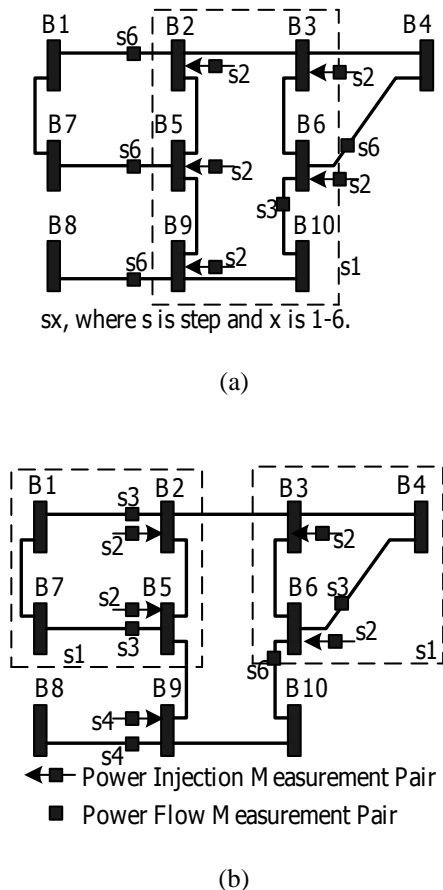 B1 B2 B3 B4
s6 s2 s2
B7 B5 B6
s6 s2 s6 s2
s3
B8 B9 B10
s2 s1
s6 s6
sx, where s is step and x is 1-6.
(a)
B1 B2 B3 B4
s3
s2 s2
B7 B5 B6
s2 s3
s3 s2
s1 s6 s1
B8 B9 B10
s4
s4
Power Injection Measurement Pair
Power Flow Measurement Pair
(b)